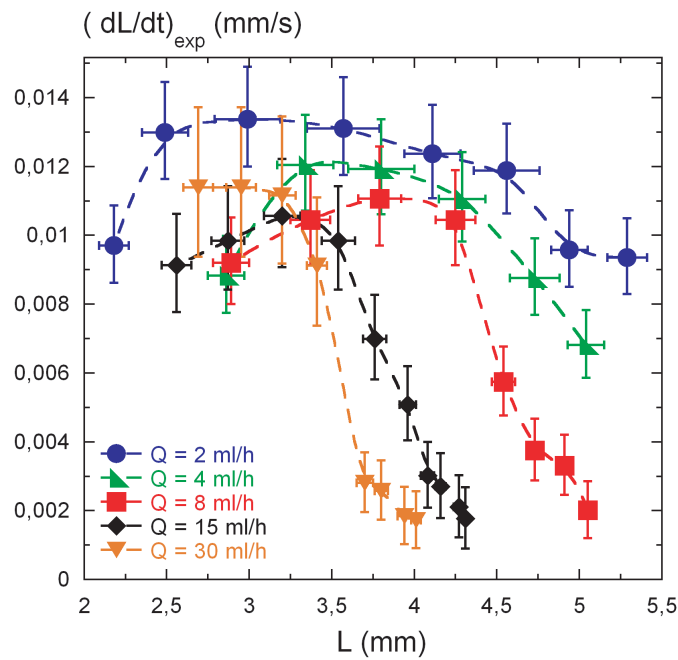 ( dL/dt)exp (mm/s)
0,014
0,012
0,01
0,008
0,006
0,004
0,002
0
Q = 2 ml/h
Q = 4 ml/h
Q = 8 ml/h
Q = 15 ml/h
Q = 30 ml/h
2 2,5 3 3,5 4 4,5 5 5,5
L (mm)